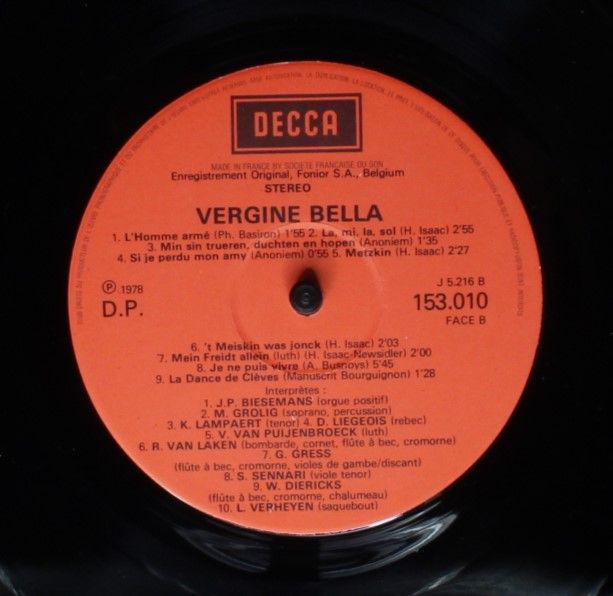 DECCA
MADE IN FRANCE BY SOCIETE FRANÇAISE DU SON
Enregistrement Original, Fonior S.A., Belgium
STEREO
VERGINE BELLA
1. L'Homme armé (Ph. Basiron) 1'55 2. La, mi, la, sol (H. Isaac) 2'55
3. Min sin trueren, duchten en hopen (Anoniem) 1'35
4. Si je perdu mon amy (Anoniem) 0'55 5. Metzkin (H. Isaac) 2'27
Ⓟ 1978
D.P.
J 5.216 B
153.010
FACE B
6. 't Meiskin was jonck (H. Isaac) 2'03
7. Mein Freidt allein (luth) (H. Isaac-Newsidler) 2'00
8. Je ne puis vivre (A. Busnoys) 5'45
9. La Dance de Clèves (Manuscrit Bourguignon) 1'28
Interprètes :
1. J.P. BIESEMANS (orgue positif)
2. M. GROLIG (soprano, percussion)
3. K. LAMPAERT (tenor) 4. D. LIEGEOIS (rebec)
5. V. VAN PUIJENBROECK (luth)
6. R. VAN LAKEN (bombarde, cornet, flûte à bec, cromorne)
7. G. GRESS
(flûte à bec, cromorne, violes de gambe/discant)
8. S. SENNARI (viole tenor)
9. W. DIERICKS
(flûte à bec, cromorne, chalumeau)
10. L. VERHEYEN (saquebout)